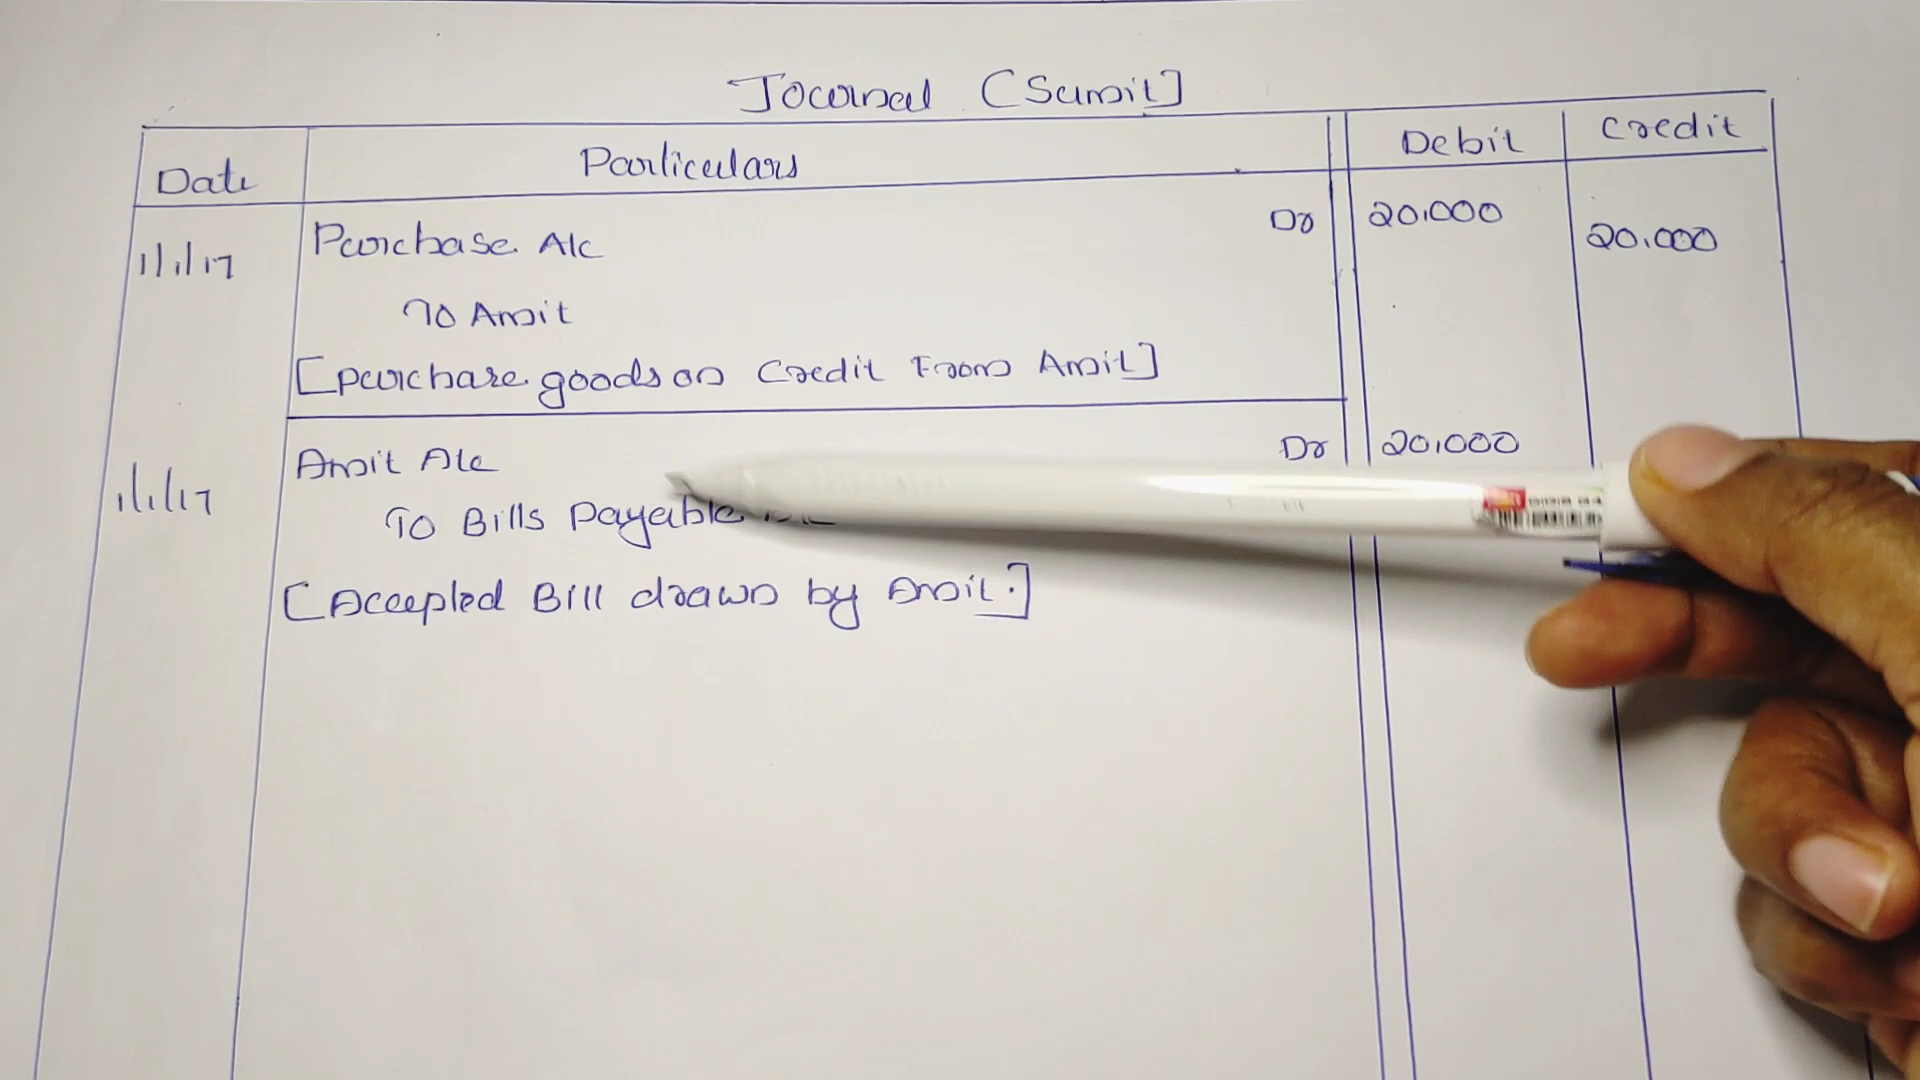 Journal (Sumit]
Date Particulars Debit Credit
1/1/17 Purchase A/c Dr 20,000
To Amit 20,000
[purchase goods on Credit From Amit]
1/1/17 Amit A/c Dr 20,000
To Bills Payable
[Accepted Bill drawn by Amit.]